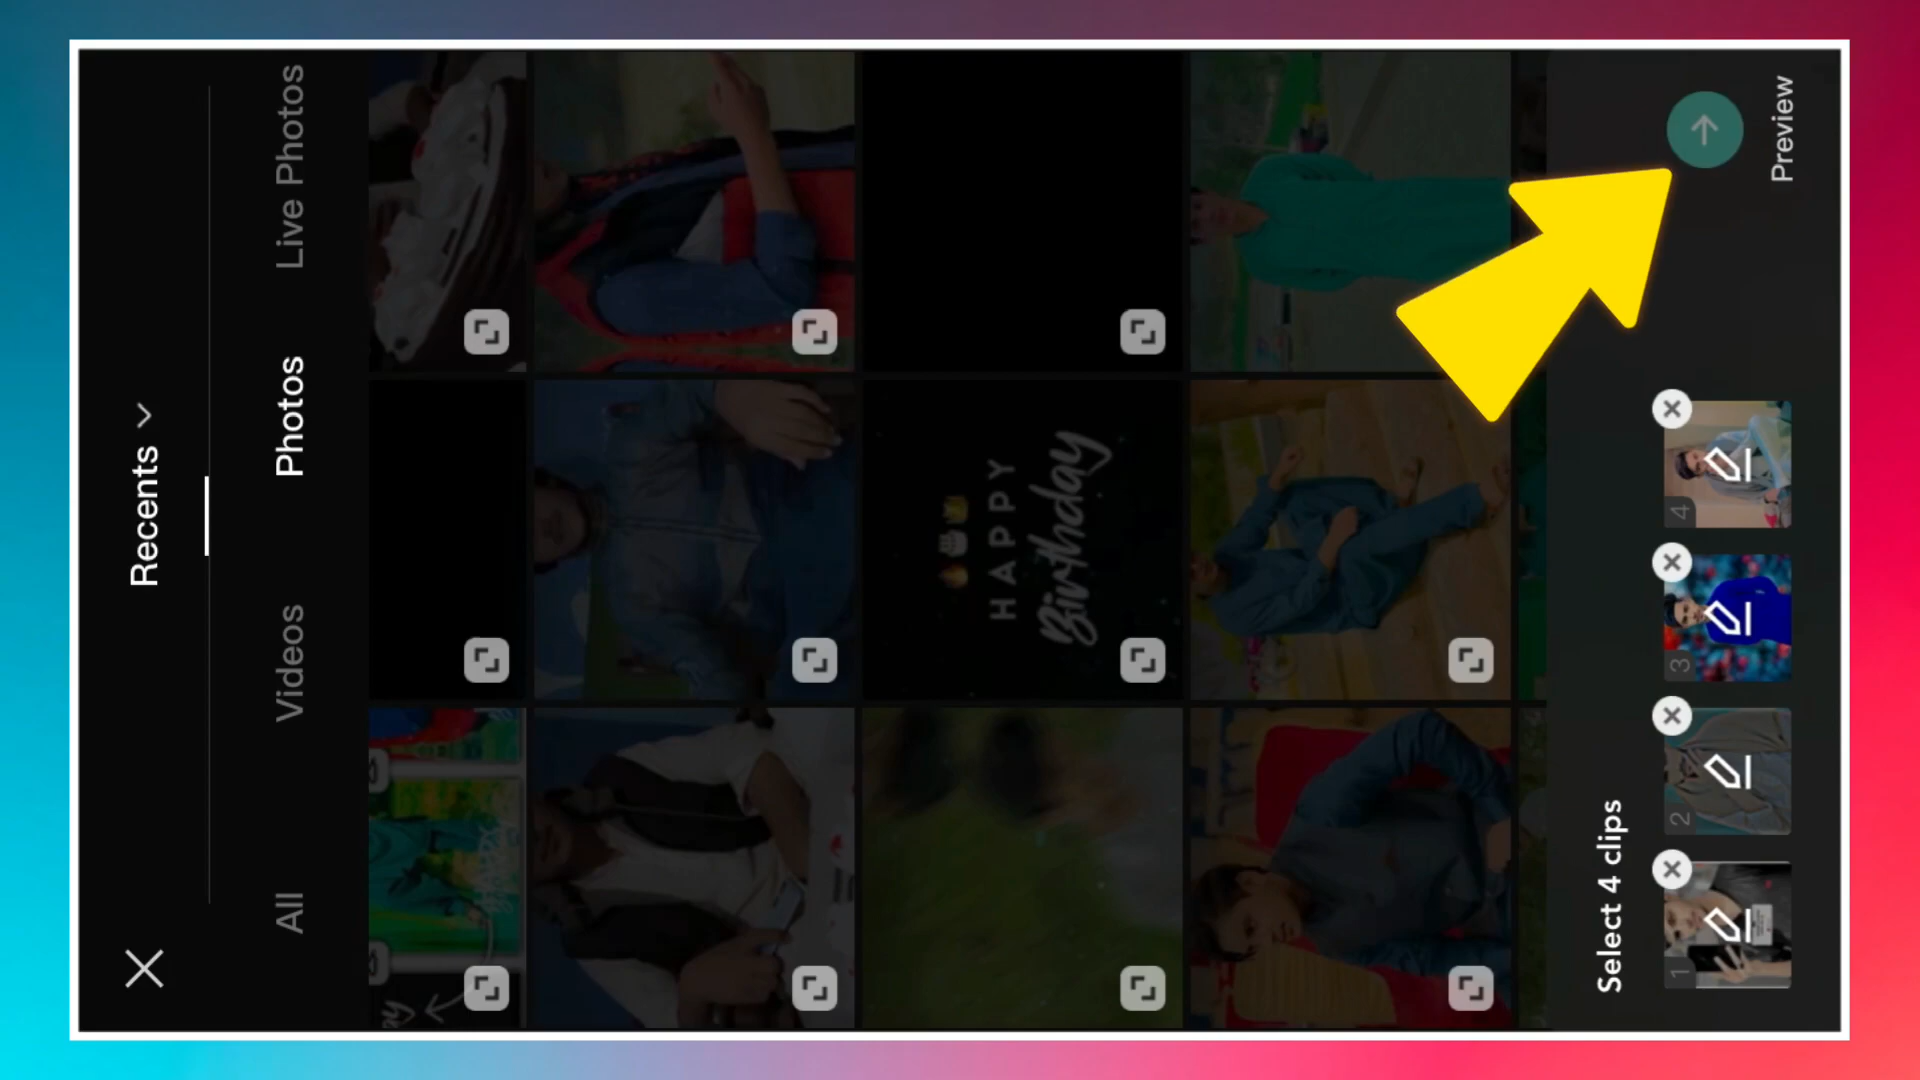 Recents
All
Videos
Photos
Live Photos
HAPPY
Birthday
Select 4 clips
1
2
3
4
Preview